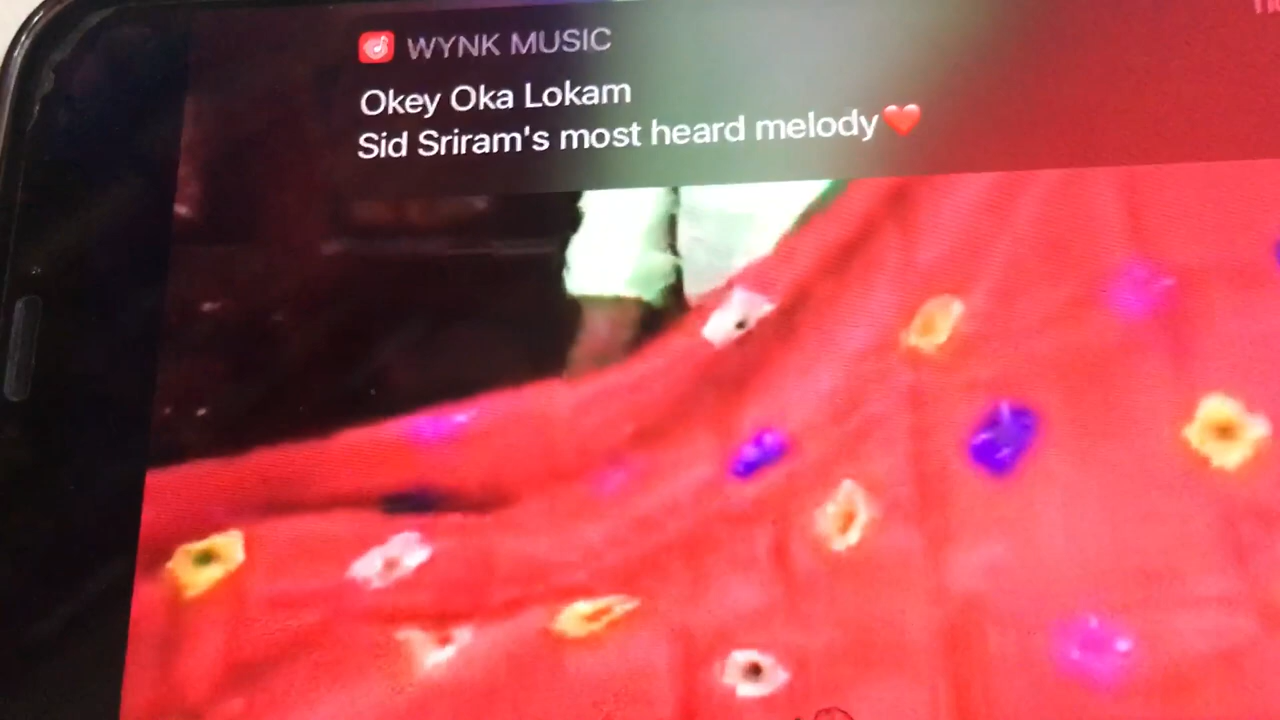 WYNK MUSIC
Okey Oka Lokam
Sid Sriram's most heard melody❤️